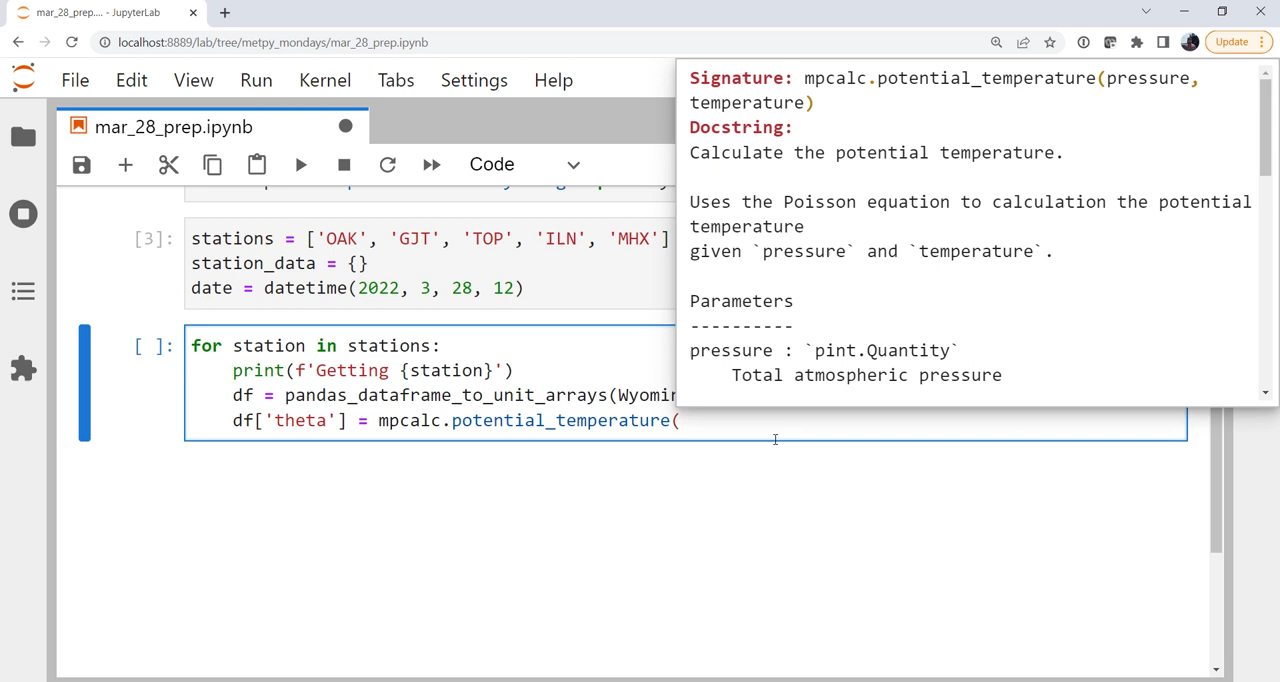 mar_28_prep.... - JupyterLab
localhost:8889/lab/tree/metpy_mondays/mar_28_prep.ipynb
Update
File Edit View Run Kernel Tabs Settings Help
mar_28_prep.ipynb
Code
[3]:
stations = ['OAK', 'GJT', 'TOP', 'ILN', 'MHX']
station_data = {}
date = datetime(2022, 3, 28, 12)
[ ]:
for station in stations:
print(f'Getting {station}')
df = pandas_dataframe_to_unit_arrays(Wyomin
df['theta'] = mpcalc.potential_temperature(
Signature: mpcalc.potential_temperature(pressure,
temperature)
Docstring:
Calculate the potential temperature.
Uses the Poisson equation to calculation the potential
temperature
given `pressure` and `temperature`.
Parameters
----------
pressure : `pint.Quantity`
Total atmospheric pressure